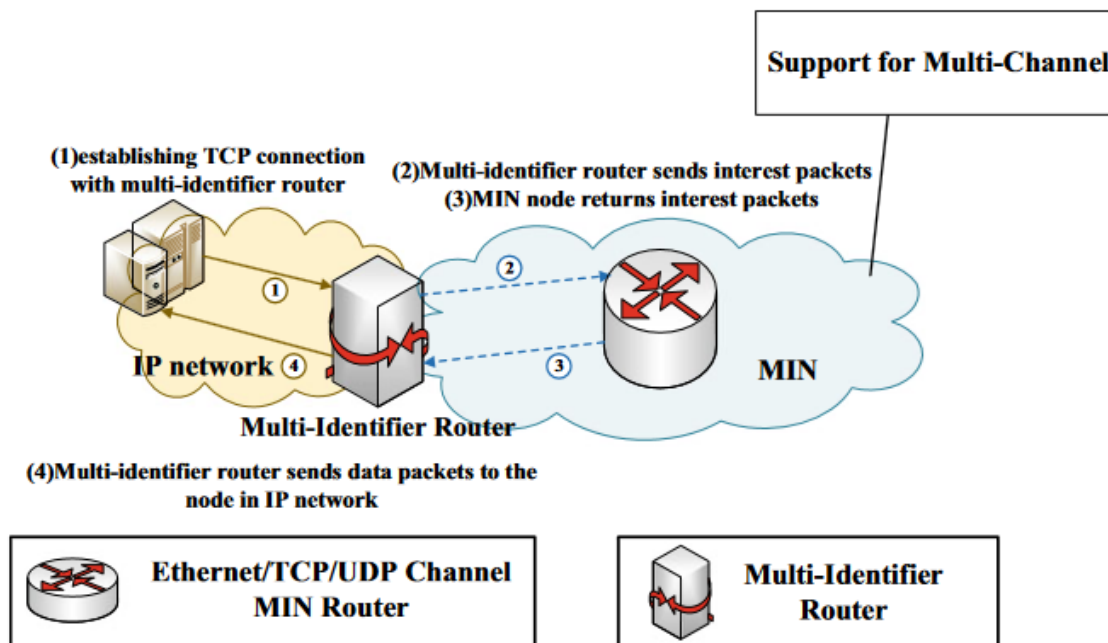 Support for Multi-Channel
(1)establishing TCP connection
with multi-identifier router
(2)Multi-identifier router sends interest packets
(3)MIN node returns interest packets
1
2
3
4
IP network
MIN
Multi-Identifier Router
(4)Multi-identifier router sends data packets to the
node in IP network
Ethernet/TCP/UDP Channel
MIN Router
Multi-Identifier
Router